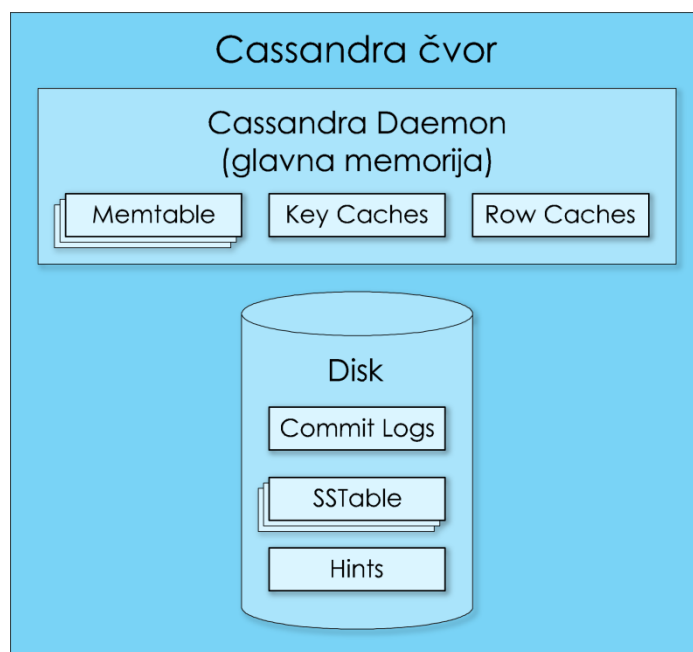 Cassandra čvor
Cassandra Daemon
(glavna memorija)
Memtable
Key Caches
Row Caches
Disk
Commit Logs
SSTable
Hints